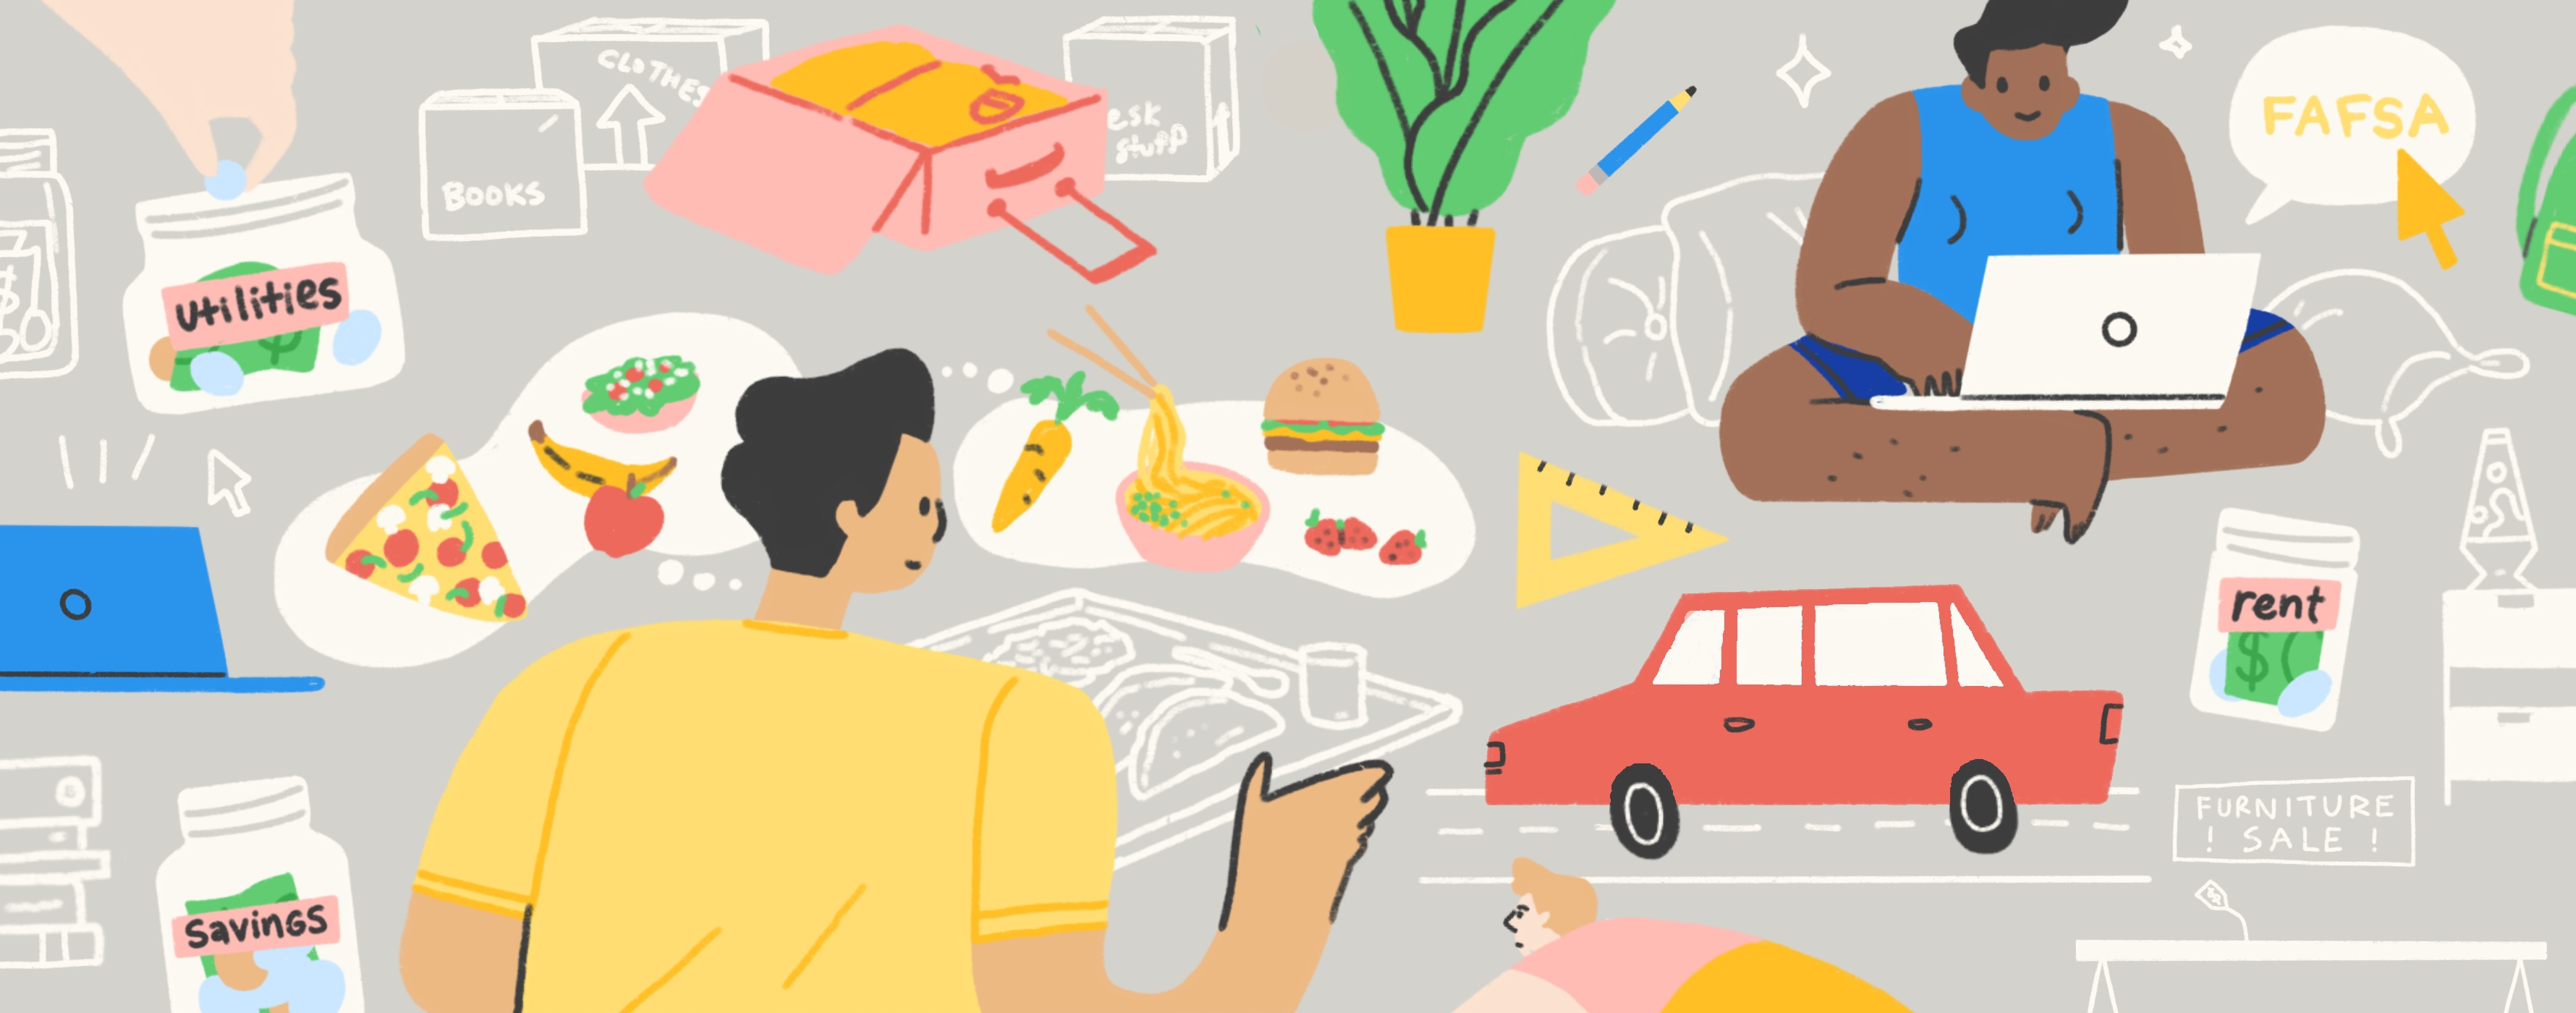 CLOTHES
BOOKS
esk
stuff
FAFSA
utilities
$
rent
$
savings
FURNITURE
! SALE !